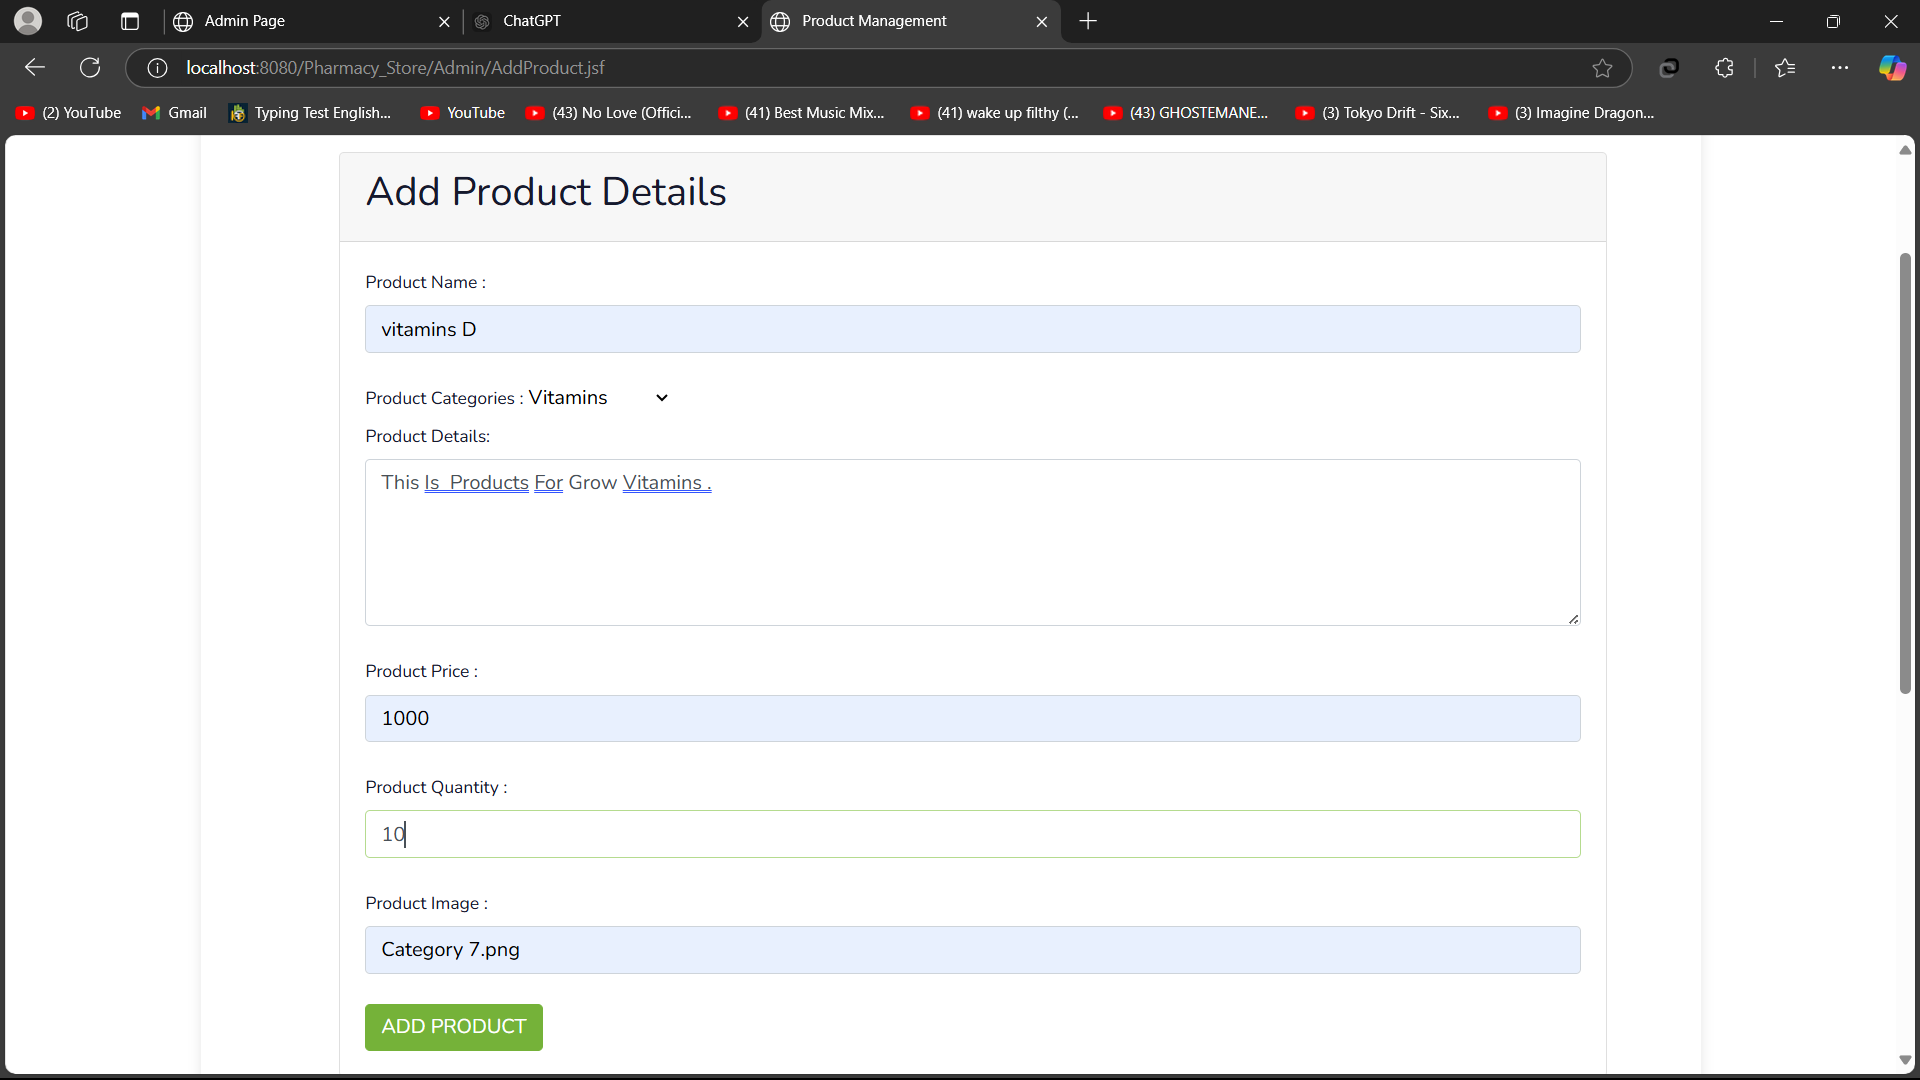 Admin Page
ChatGPT
Product Management
localhost:8080/Pharmacy_Store/Admin/AddProduct.jsf
(2) YouTube
Gmail
Typing Test English...
YouTube
(43) No Love (Offici...
(41) Best Music Mix...
(41) wake up filthy (...
(43) GHOSTEMANE...
(3) Tokyo Drift - Six...
(3) Imagine Dragon...
Add Product Details
Product Name :
vitamins D
Product Categories : Vitamins
Product Details:
This Is  Products For Grow Vitamins .
Product Price :
1000
Product Quantity :
10
Product Image :
Category 7.png
ADD PRODUCT